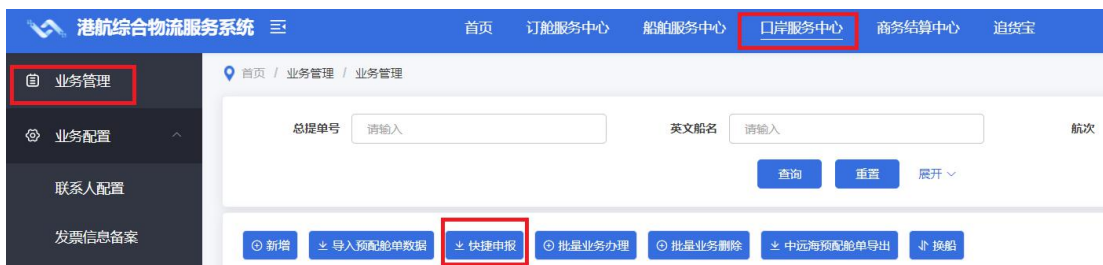 港航综合物流服务系统 首页 订舱服务中心 船舶服务中心 口岸服务中心 商务结算中心 追货宝
业务管理
首页 / 业务管理 / 业务管理
业务配置
总提单号 请输入 英文船名 请输入 航次
查询 重置 展开
联系人配置
发票信息备案
新增 导入预配舱单数据 快捷申报 批量业务办理 批量业务删除 中远海预配舱单导出 换船